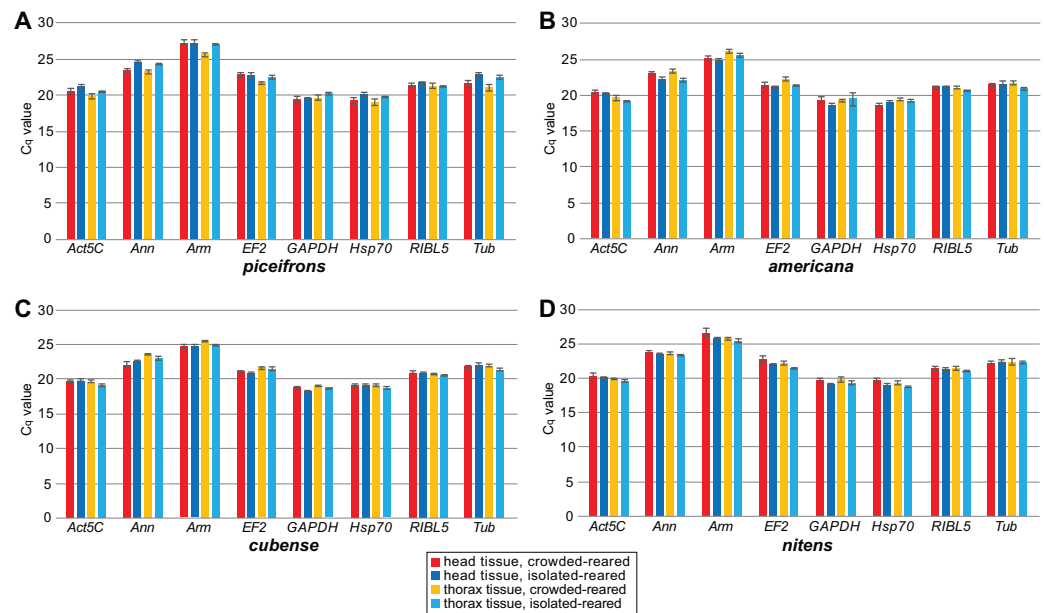 A
30
25
20
15
10
5
0
Cq value
Act5C Ann Arm EF2 GAPDH Hsp70 RIBL5 Tub
piceifrons
B
30
25
20
15
10
5
0
Cq value
Act5C Ann Arm EF2 GAPDH Hsp70 RIBL5 Tub
americana
C
30
25
20
15
10
5
0
Cq value
Act5C Ann Arm EF2 GAPDH Hsp70 RIBL5 Tub
cubense
D
30
25
20
15
10
5
0
Cq value
Act5C Ann Arm EF2 GAPDH Hsp70 RIBL5 Tub
nitens
head tissue, crowded-reared
head tissue, isolated-reared
thorax tissue, crowded-reared
thorax tissue, isolated-reared